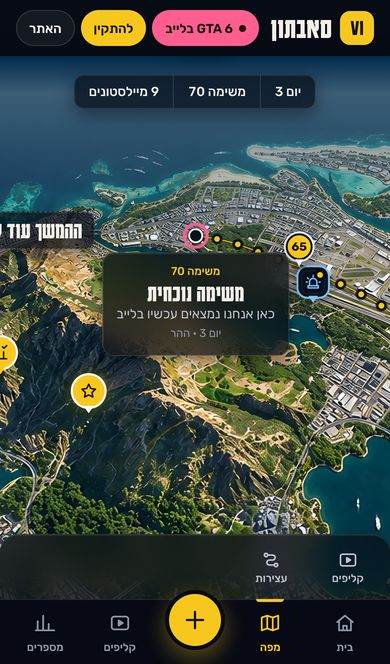 VI סאבתון
GTA 6 בלייב
להתקין
האתר
יום 3
משימה 70
9 מיילסטונים
ההמשך עוד
65
משימה 70
משימה נוכחית
כאן אנחנו נמצאים עכשיו בלייב
יום 3 • ההר
קליפים
עצירות
בית
מפה
קליפים
מספרים